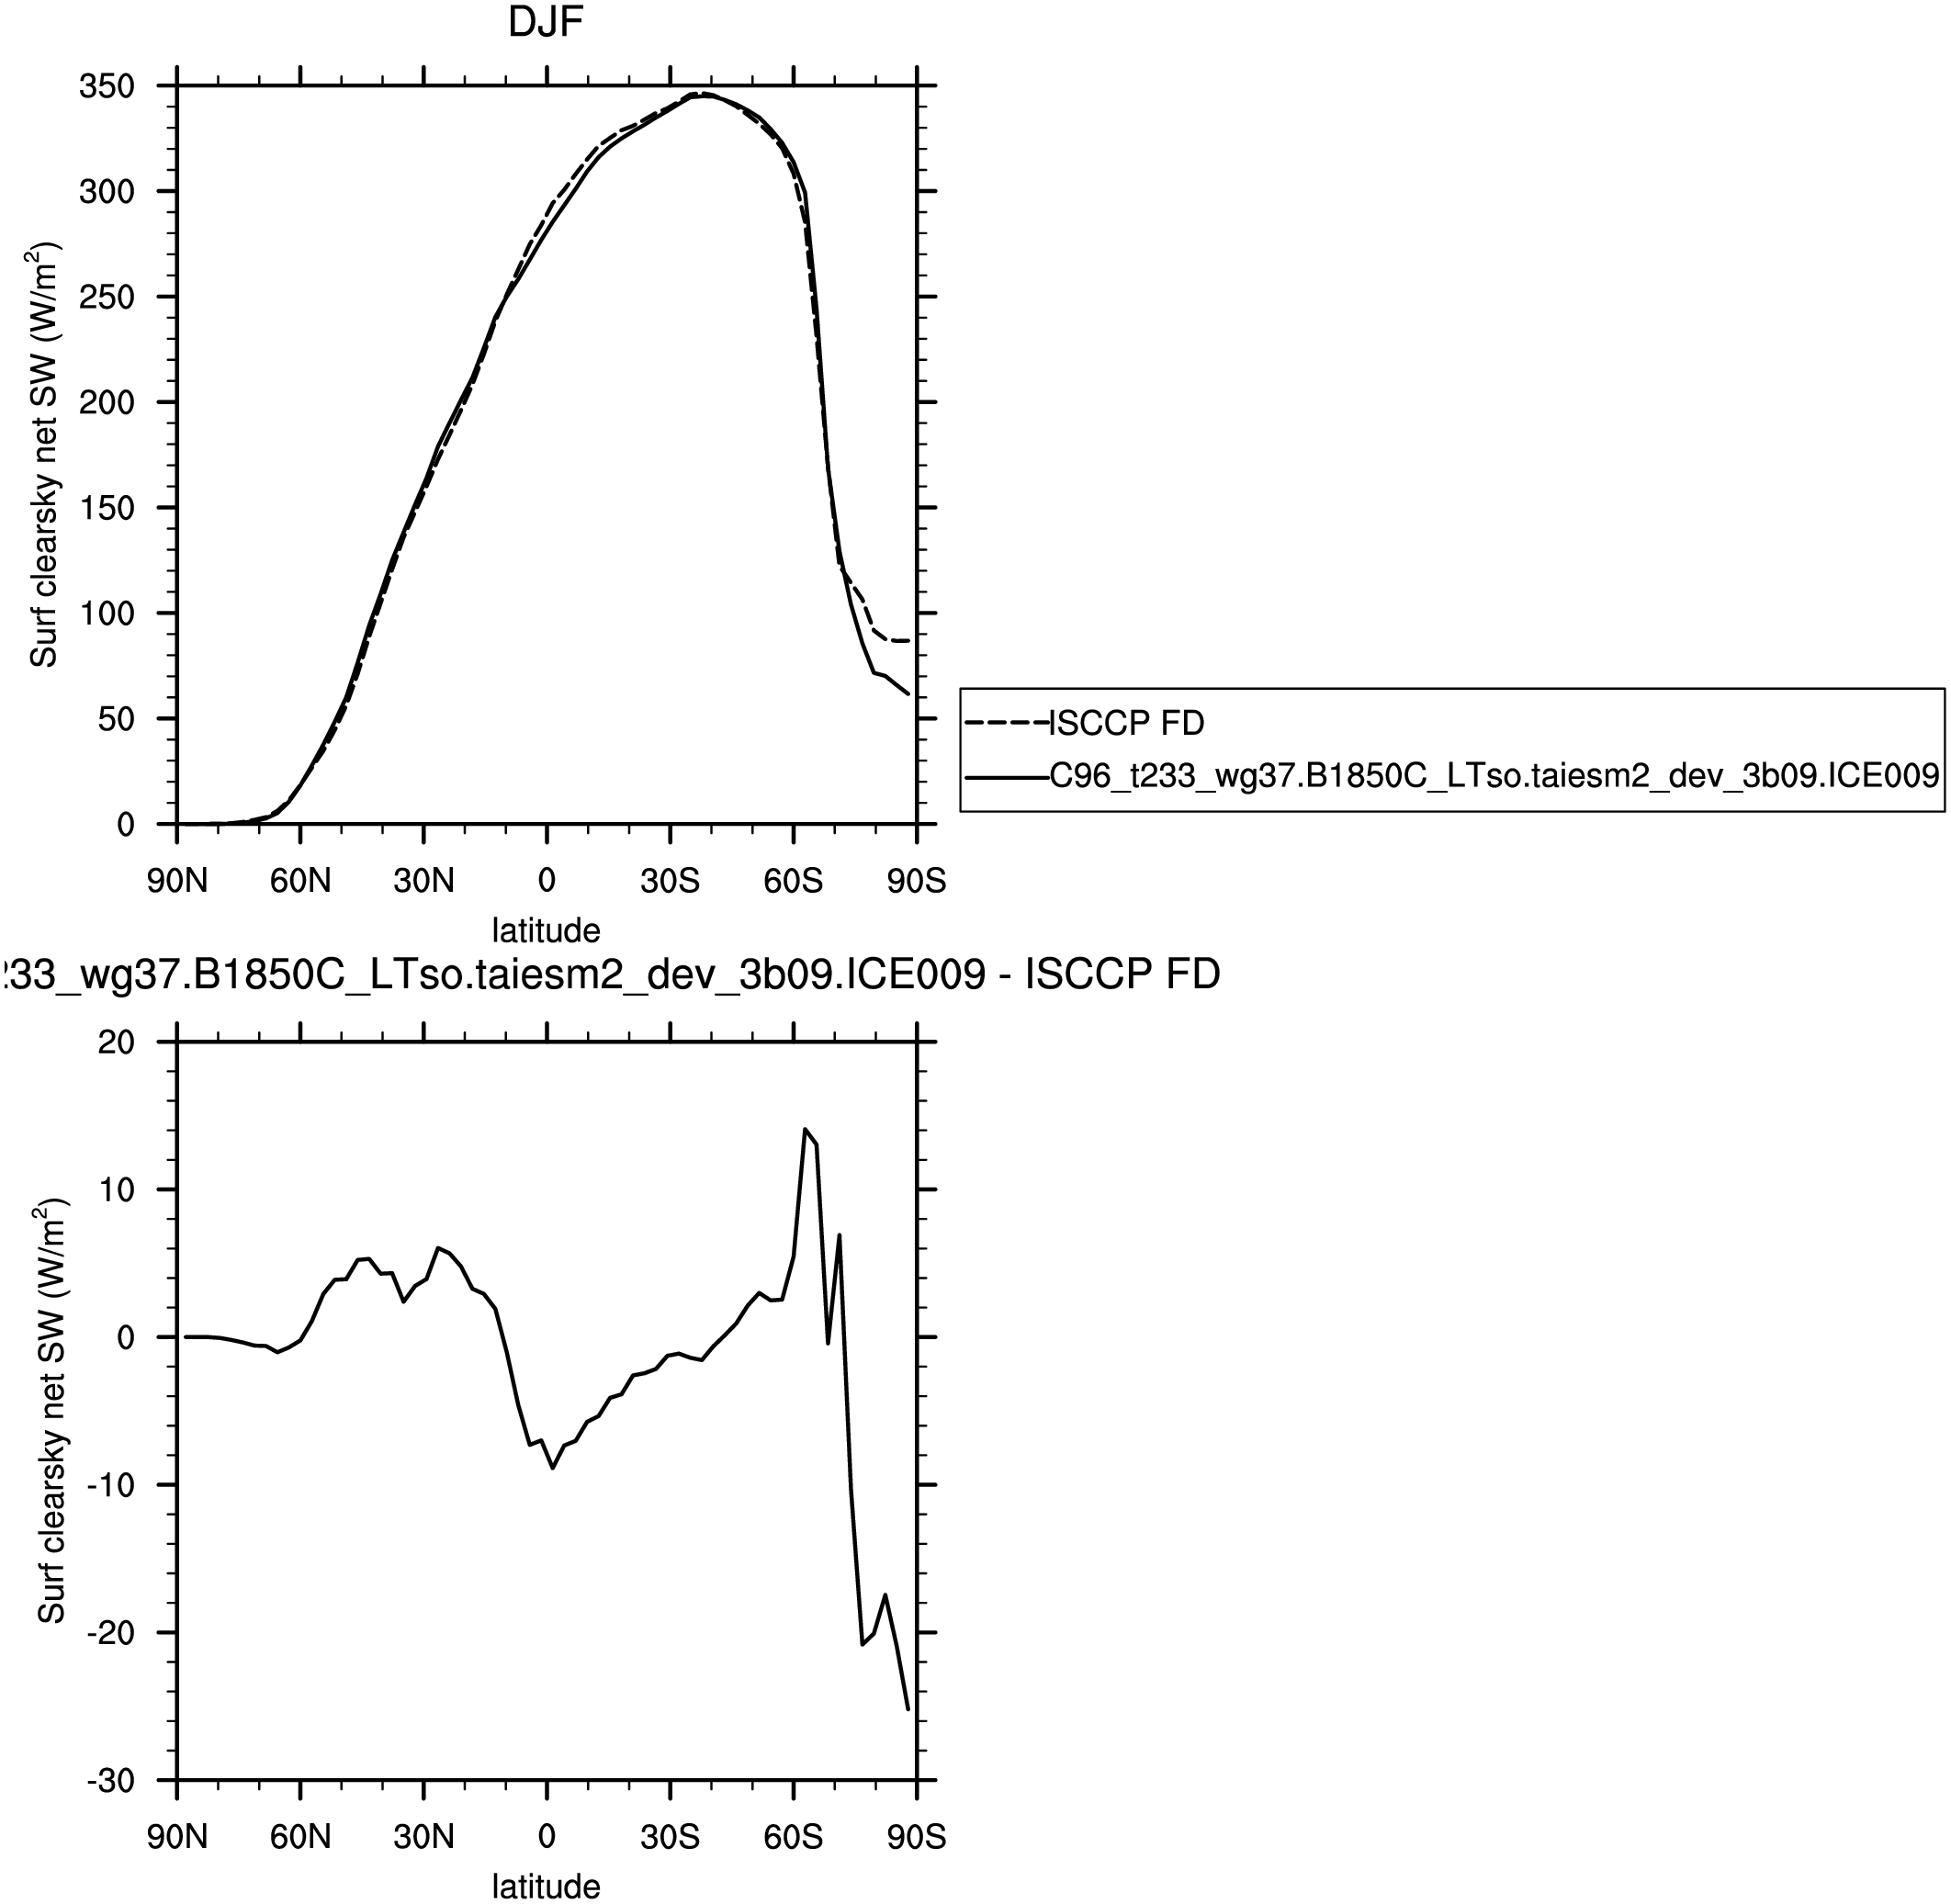 DJF
Surf clearsky net SW (W/m²)
350
300
250
200
150
100
50
0
90N 60N 30N 0 30S 60S 90S
latitude
ISCCP FD
C96_t233_wg37.B1850C_LTso.taiesm2_dev_3b09.ICE009
33_wg37.B1850C_LTso.taiesm2_dev_3b09.ICE009 - ISCCP FD
Surf clearsky net SW (W/m²)
20
10
0
-10
-20
-30
90N 60N 30N 0 30S 60S 90S
latitude